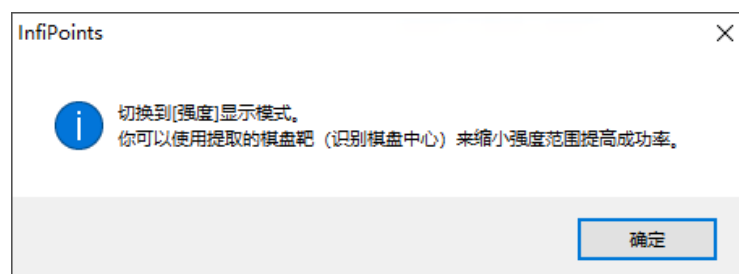 InfiPoints
切换到[强度]显示模式。
你可以使用提取的棋盘靶（识别棋盘中心）来缩小强度范围提高成功率。
确定